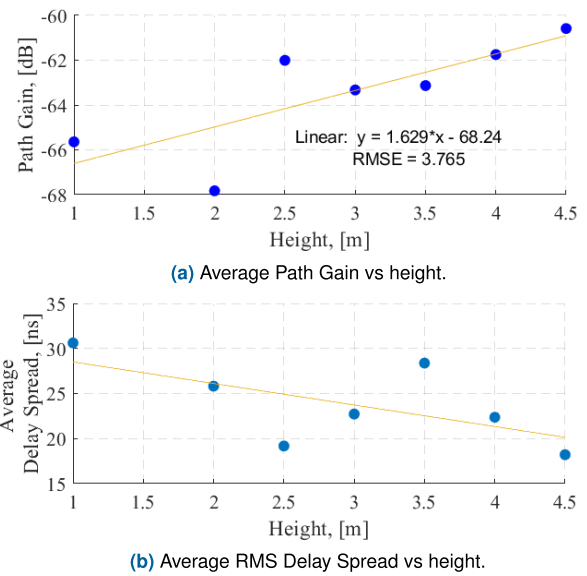 -60
-62
-64
-66
-68
Path Gain, [dB]
Linear: y = 1.629*x - 68.24
RMSE = 3.765
1 1.5 2 2.5 3 3.5 4 4.5
Height, [m]
(a) Average Path Gain vs height.
35
30
25
20
15
Average
Delay Spread, [ns]
1 1.5 2 2.5 3 3.5 4 4.5
Height, [m]
(b) Average RMS Delay Spread vs height.